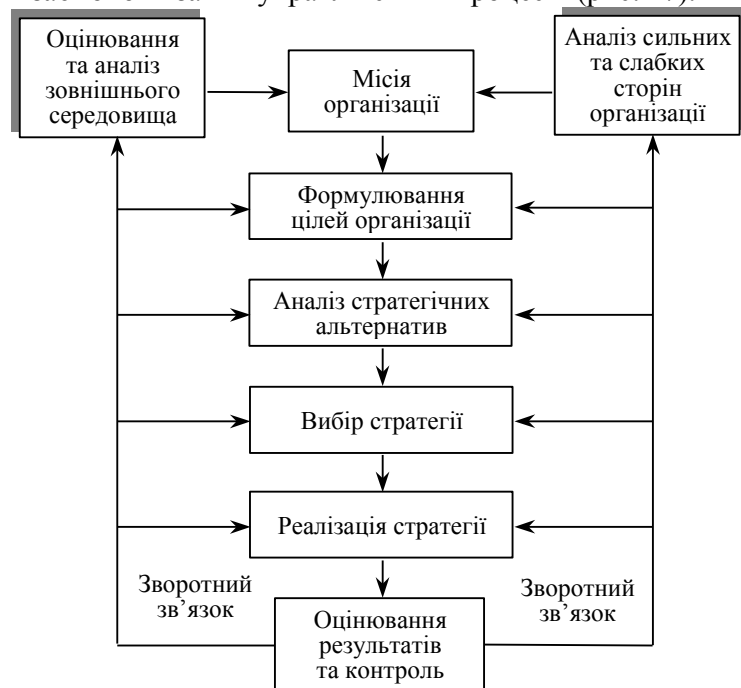 Оцінювання
та аналіз
зовнішнього
середовища
Місія
організації
Аналіз сильних
та слабких
сторін
організації
Формулювання
цілей організації
Аналіз стратегічних
альтернатив
Вибір стратегії
Реалізація стратегії
Зворотний
зв’язок
Зворотний
зв’язок
Оцінювання
результатів
та контроль